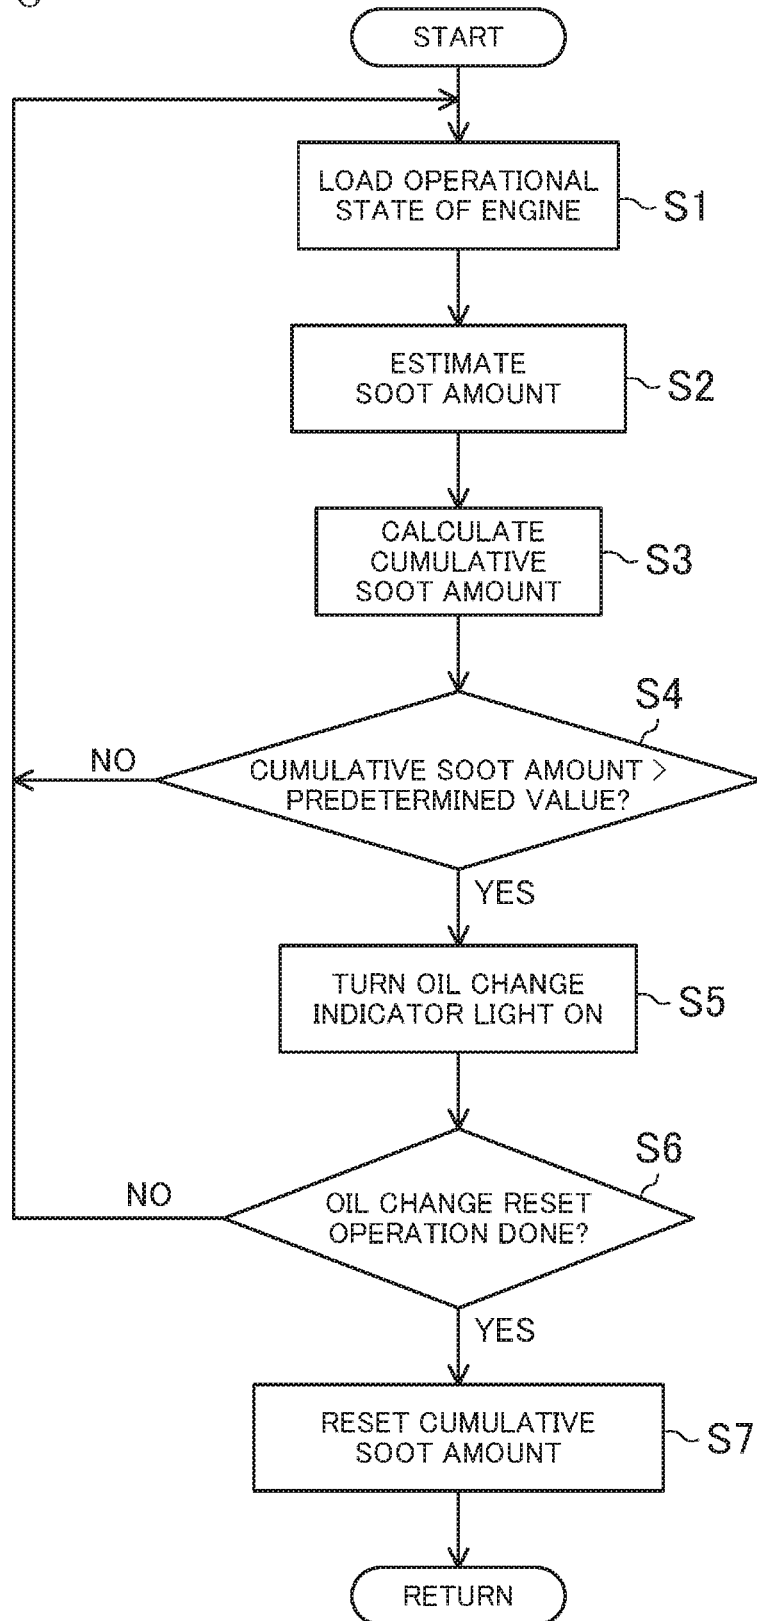 START
LOAD OPERATIONAL
STATE OF ENGINE
S1
ESTIMATE
SOOT AMOUNT
S2
CALCULATE
CUMULATIVE
SOOT AMOUNT
S3
S4
NO
CUMULATIVE SOOT AMOUNT >
PREDETERMINED VALUE?
YES
TURN OIL CHANGE
INDICATOR LIGHT ON
S5
S6
NO
OIL CHANGE RESET
OPERATION DONE?
YES
RESET CUMULATIVE
SOOT AMOUNT
S7
RETURN